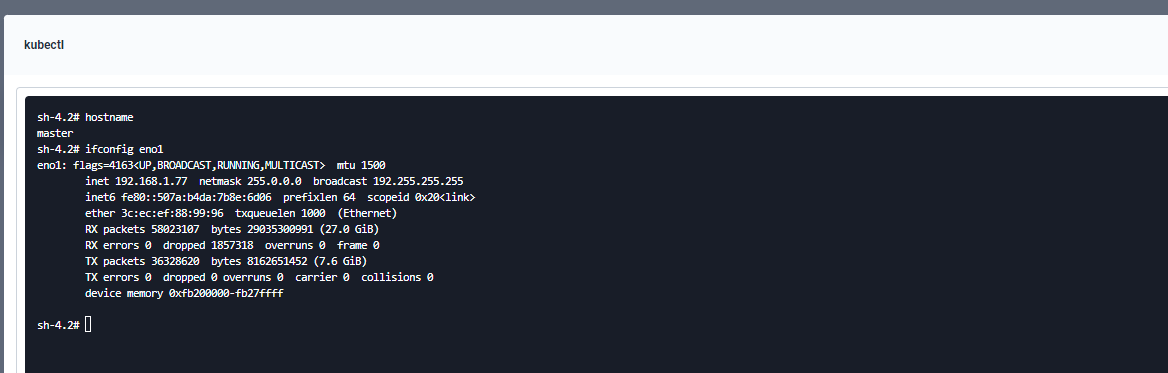 kubectl
sh-4.2# hostname
master
sh-4.2# ifconfig eno1
eno1: flags=4163<UP,BROADCAST,RUNNING,MULTICAST>  mtu 1500
        inet 192.168.1.77  netmask 255.0.0.0  broadcast 192.255.255.255
        inet6 fe80::507a:b4da:7b8e:6d06  prefixlen 64  scopeid 0x20<link>
        ether 3c:ec:ef:88:99:96  txqueuelen 1000  (Ethernet)
        RX packets 58023107  bytes 29035300991 (27.0 GiB)
        RX errors 0  dropped 1857318  overruns 0  frame 0
        TX packets 36328620  bytes 8162651452 (7.6 GiB)
        TX errors 0  dropped 0 overruns 0  carrier 0  collisions 0
        device memory 0xfb200000-fb27ffff
sh-4.2#